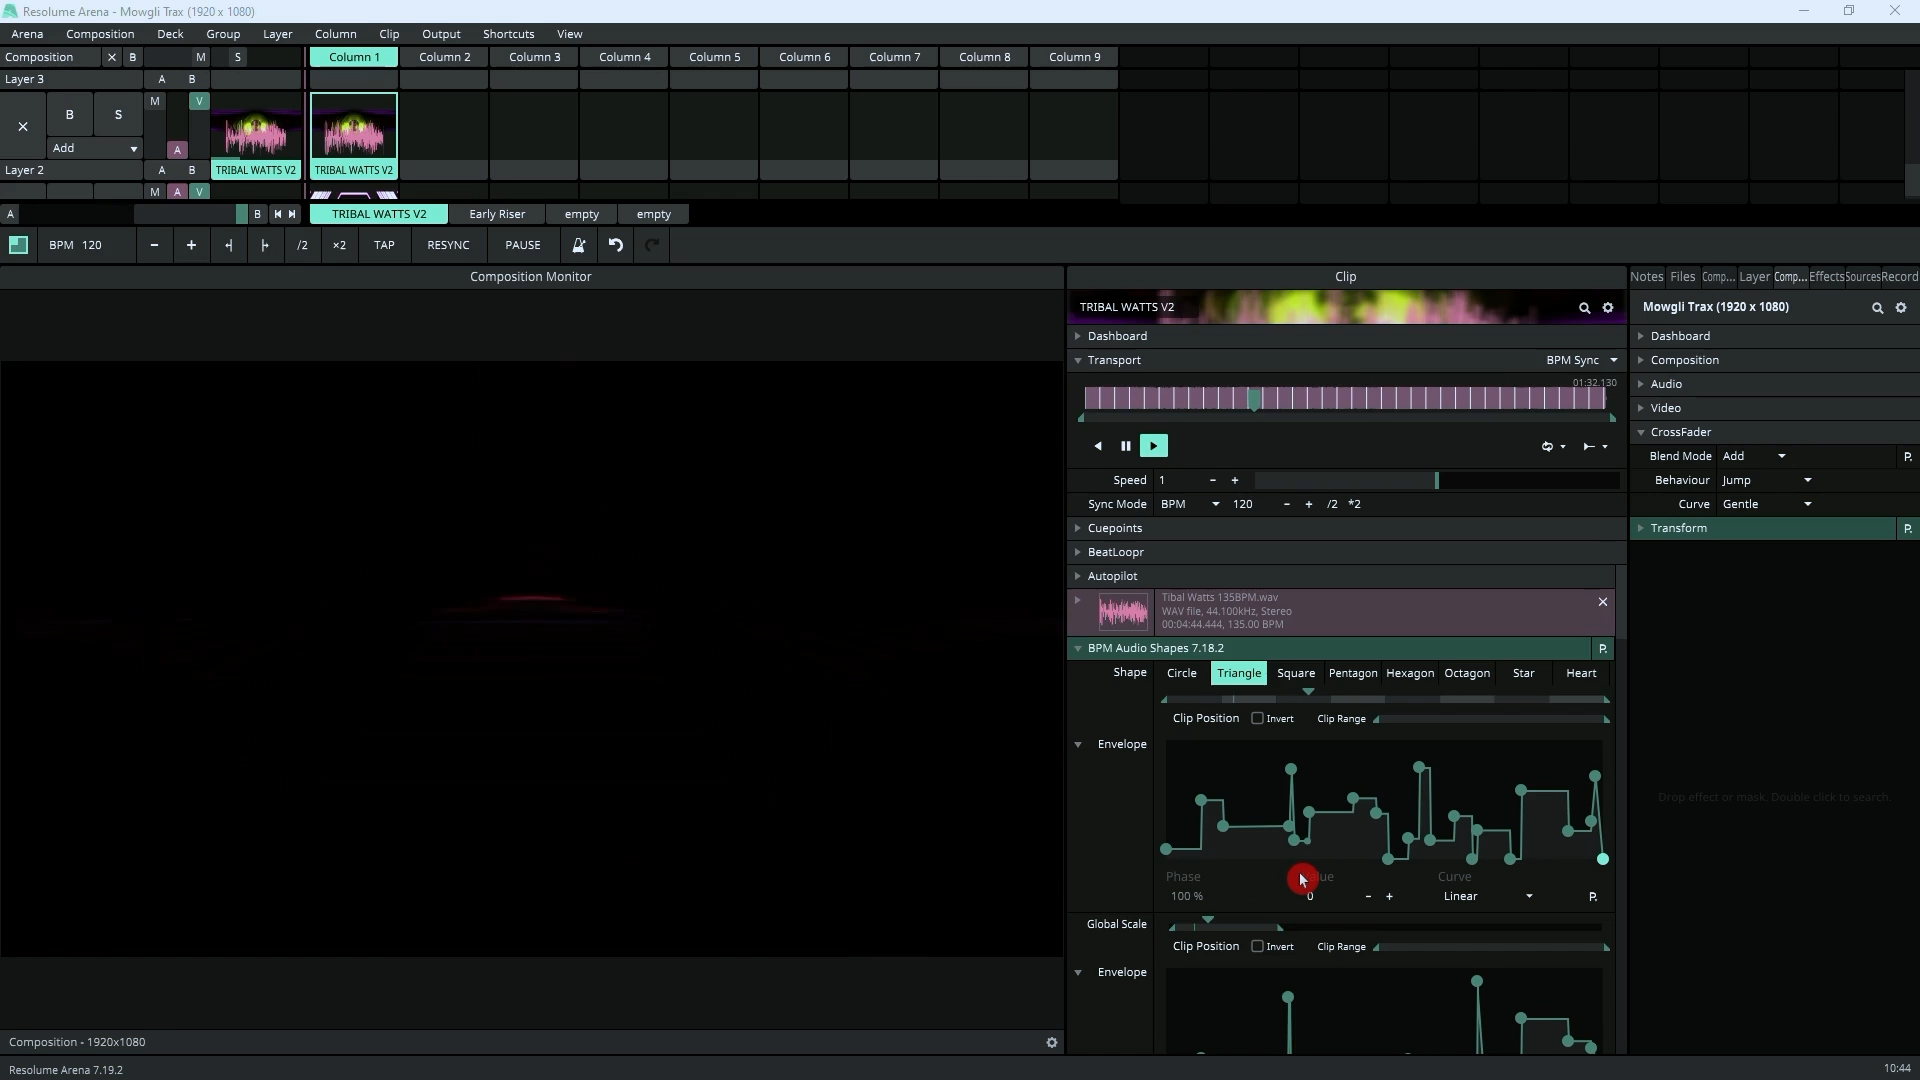 Resolume Arena - Mowgli Trax (1920 x 1080)
Arena Composition Deck Group Layer Column Clip Output Shortcuts View
Composition B M S Column 1 Column 2 Column 3 Column 4 Column 5 Column 6 Column 7 Column 8 Column 9
Layer 3 A B
B S M V
Add A
Layer 2 A B TRIBAL WATTS V2 TRIBAL WATTS V2
M A V
A B TRIBAL WATTS V2 Early Riser empty empty
BPM 120 - + /2 ×2 TAP RESYNC PAUSE
Composition Monitor
Clip
Notes Files Comp... Layer Comp... Effects Sources Record
TRIBAL WATTS V2
Mowgli Trax (1920 x 1080)
Dashboard
Dashboard
Transport BPM Sync
Composition
01:32.130
Audio
Video
CrossFader
Blend Mode Add P.
Speed 1 - +
Behaviour Jump
Sync Mode BPM 120 - + /2 *2
Curve Gentle
Cuepoints
Transform P.
BeatLoopr
Autopilot
Tibal Watts 135BPM.wav
WAV file, 44.100kHz, Stereo
00:04:44.444, 135.00 BPM
BPM Audio Shapes 7.18.2 P.
Shape Circle Triangle Square Pentagon Hexagon Octagon Star Heart
Clip Position Invert Clip Range
Envelope
Drop effect or mask. Double click to search.
Phase Curve
100 % 0 - + Linear P.
Global Scale
Clip Position Invert Clip Range
Envelope
Composition - 1920x1080
Resolume Arena 7.19.2
10:44